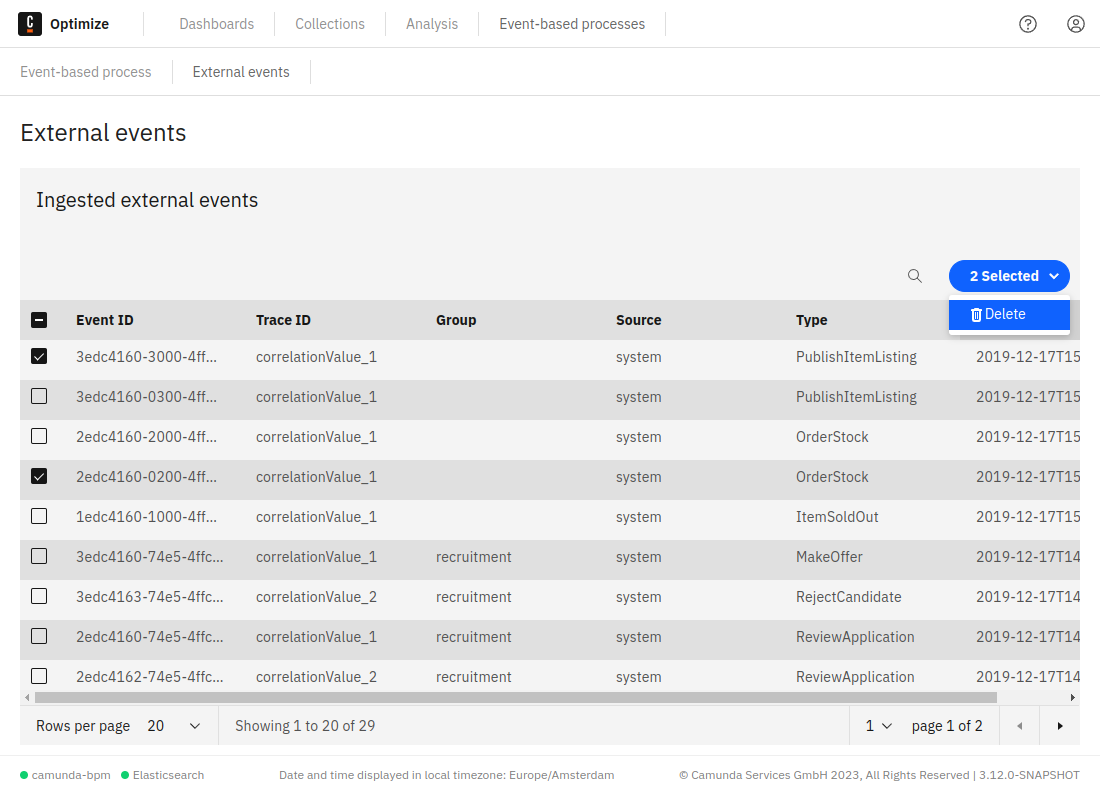 C Optimize Dashboards Collections Analysis Event-based processes
Event-based process External events
External events
Ingested external events
2 Selected
Delete
Event ID Trace ID Group Source Type
3edc4160-3000-4ff... correlationValue_1 system PublishItemListing 2019-12-17T15
3edc4160-0300-4ff... correlationValue_1 system PublishItemListing 2019-12-17T15
2edc4160-2000-4ff... correlationValue_1 system OrderStock 2019-12-17T15
2edc4160-0200-4ff... correlationValue_1 system OrderStock 2019-12-17T15
1edc4160-1000-4ff... correlationValue_1 system ItemSoldOut 2019-12-17T15
3edc4160-74e5-4ffc... correlationValue_1 recruitment system MakeOffer 2019-12-17T14
3edc4163-74e5-4ffc... correlationValue_2 recruitment system RejectCandidate 2019-12-17T14
2edc4160-74e5-4ffc... correlationValue_1 recruitment system ReviewApplication 2019-12-17T14
2edc4162-74e5-4ffc... correlationValue_2 recruitment system ReviewApplication 2019-12-17T14
Rows per page 20 Showing 1 to 20 of 29 1 page 1 of 2
camunda-bpm Elasticsearch Date and time displayed in local timezone: Europe/Amsterdam © Camunda Services GmbH 2023, All Rights Reserved | 3.12.0-SNAPSHOT